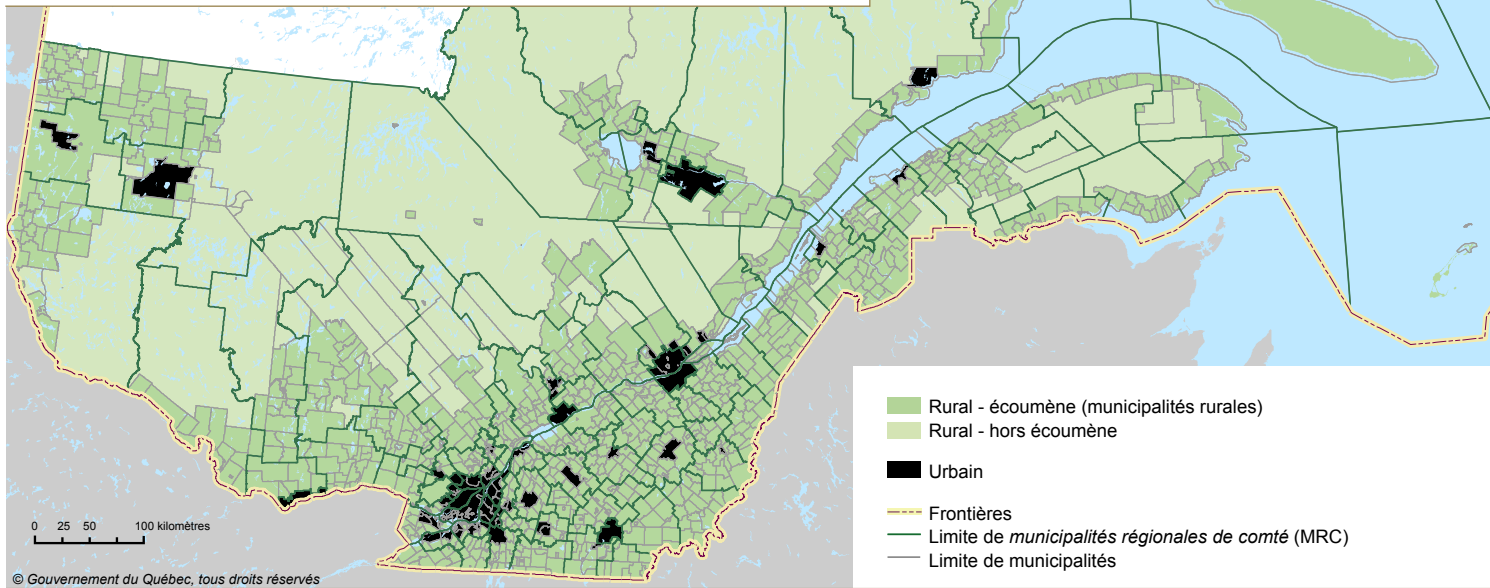 Rural - écoumène (municipalités rurales)
Rural - hors écoumène
Urbain
Frontières
Limite de municipalités régionales de comté (MRC)
Limite de municipalités
0 25 50 100 kilomètres
© Gouvernement du Québec, tous droits réservés